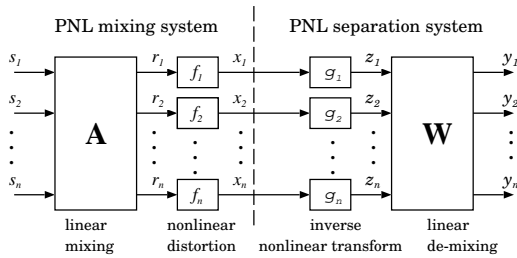 PNL mixing system PNL separation system
s1 r1 f1 x1 g1 z1 y1
s2 r2 f2 x2 g2 z2 y2
A W
sn rn fn xn gn zn yn
linear mixing
nonlinear distortion
inverse nonlinear transform
linear de-mixing